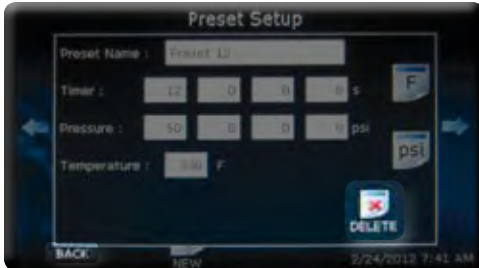 Preset Setup
Preset Name : Preset 12
Timer : 12 0 0 0 s
F
Pressure : 50 0 0 0 psi
psi
Temperature : F
DELETE
BACK
NEW
2/24/2012 7:41 AM